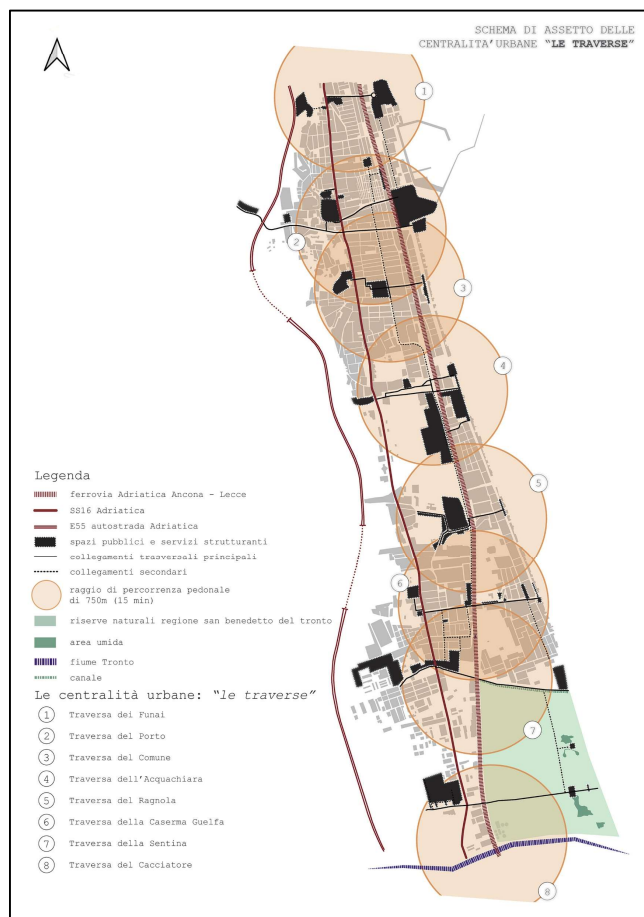 SCHEMA DI ASSETTO DELLE
CENTRALITA'URBANE "LE TRAVERSE"
1
2
3
4
5
6
7
8
Legenda
ferrovia Adriatica Ancona - Lecce
SS16 Adriatica
E55 autostrada Adriatica
spazi pubblici e servizi strutturanti
collegamenti trasversali principali
collegamenti secondari
raggio di percorrenza pedonale
di 750m (15 min)
riserve naturali regione san benedetto del tronto
area umida
fiume Tronto
canale
Le centralità urbane: "le traverse"
1 Traversa dei Funai
2 Traversa del Porto
3 Traversa del Comune
4 Traversa dell'Acquachiara
5 Traversa del Ragnola
6 Traversa della Caserma Guelfa
7 Traversa della Sentina
8 Traversa del Cacciatore